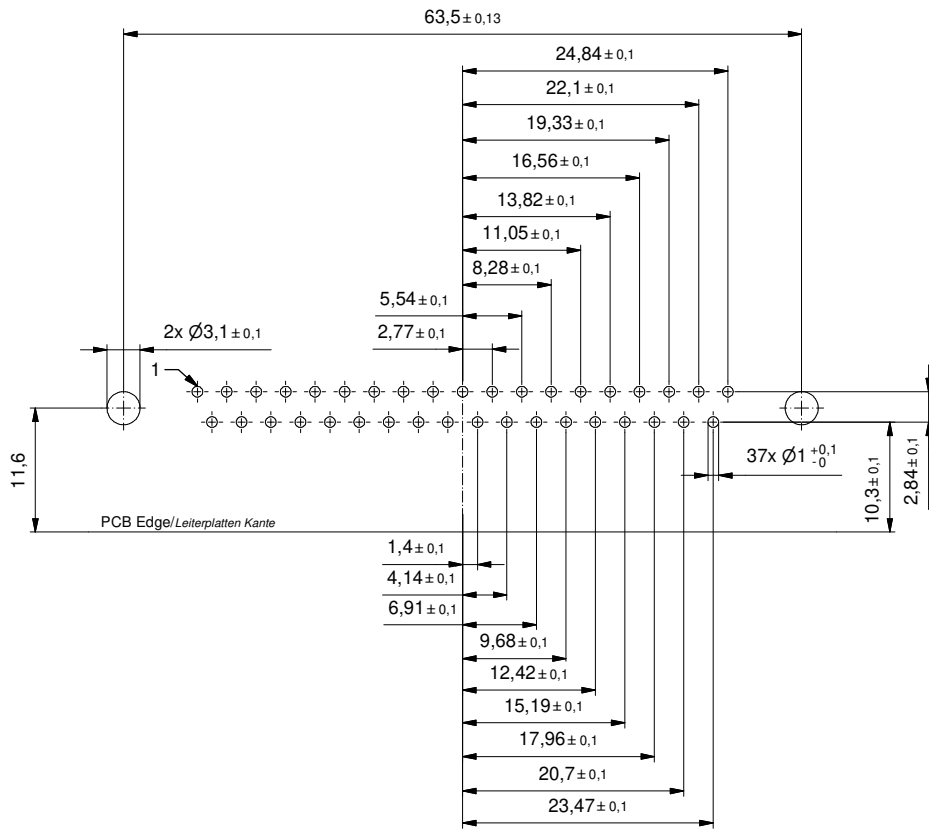 63,5 ± 0,13
24,84 ± 0,1
22,1 ± 0,1
19,33 ± 0,1
16,56 ± 0,1
13,82 ± 0,1
11,05 ± 0,1
8,28 ± 0,1
5,54 ± 0,1
2x Ø3,1 ± 0,1
2,77 ± 0,1
1
11,6
37x Ø1 +0,1 -0
10,3 ± 0,1
2,84 ± 0,1
PCB Edge/Leiterplatten Kante
1,4 ± 0,1
4,14 ± 0,1
6,91 ± 0,1
9,68 ± 0,1
12,42 ± 0,1
15,19 ± 0,1
17,96 ± 0,1
20,7 ± 0,1
23,47 ± 0,1